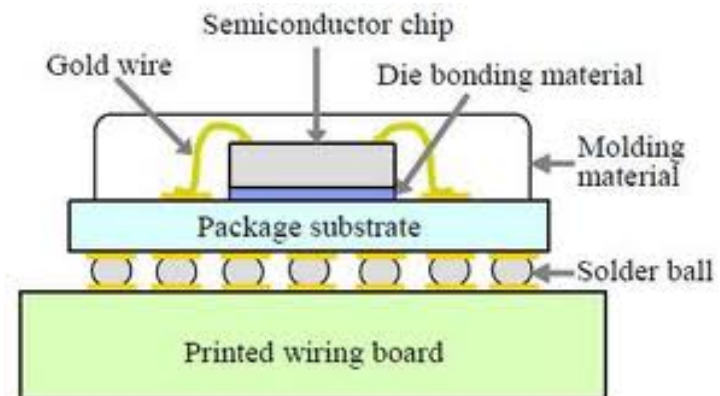 Semiconductor chip
Gold wire
Die bonding material
Molding
material
Package substrate
Solder ball
Printed wiring board